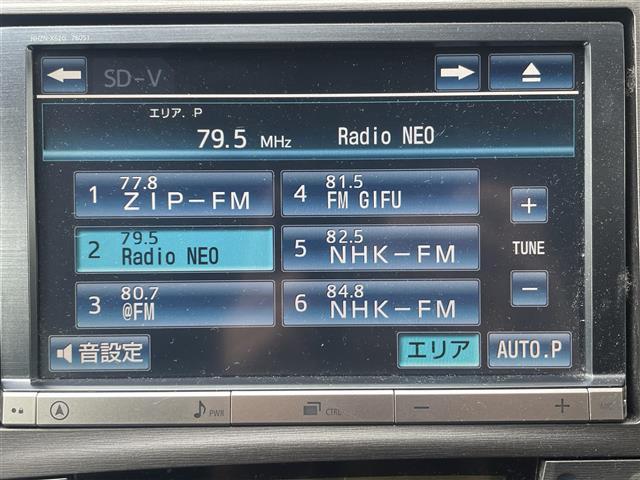 NHZN-X62G 76051
SD-V
エリア. P
79.5 MHz Radio NEO
1 77.8 ZIP-FM
4 81.5 FM GIFU
2 79.5 Radio NEO
5 82.5 NHK-FM
3 80.7 @FM
6 84.8 NHK-FM
+
TUNE
-
音設定
エリア
AUTO.P
PWR
CTRL
- +